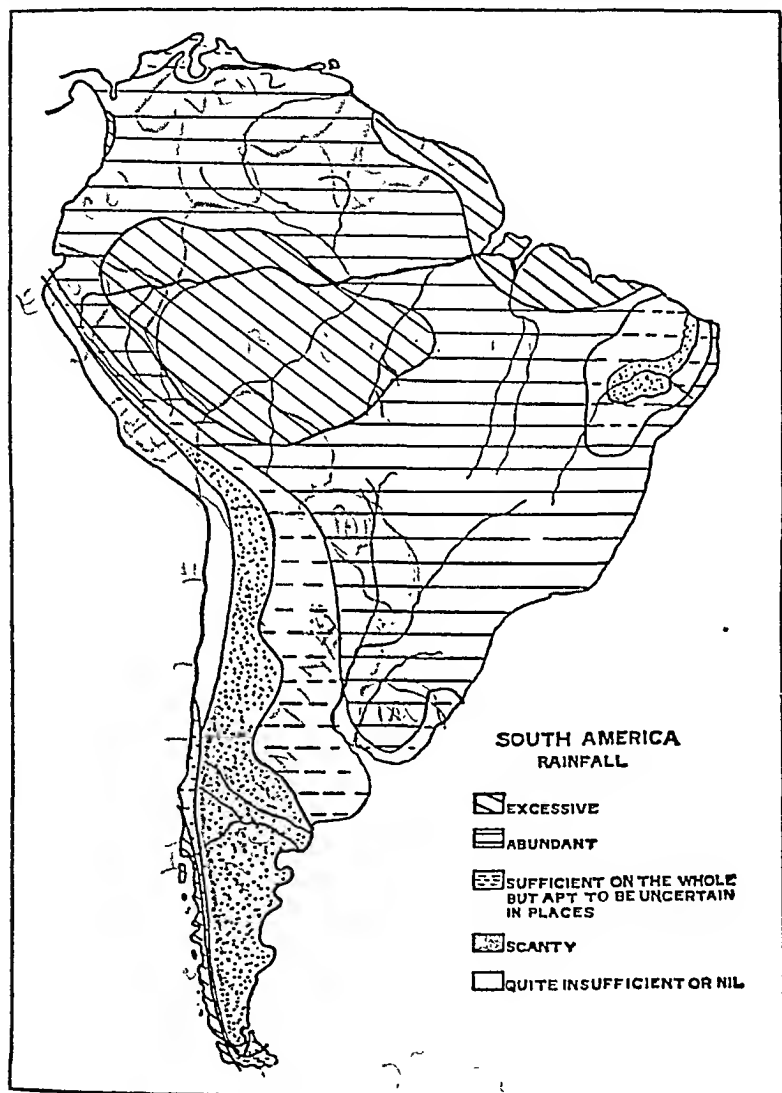 VENZ
SOUTH AMERICA
RAINFALL
EXCESSIVE
ABUNDANT
SUFFICIENT ON THE WHOLE
BUT APT TO BE UNCERTAIN
IN PLACES
SCANTY
QUITE INSUFFICIENT OR NIL